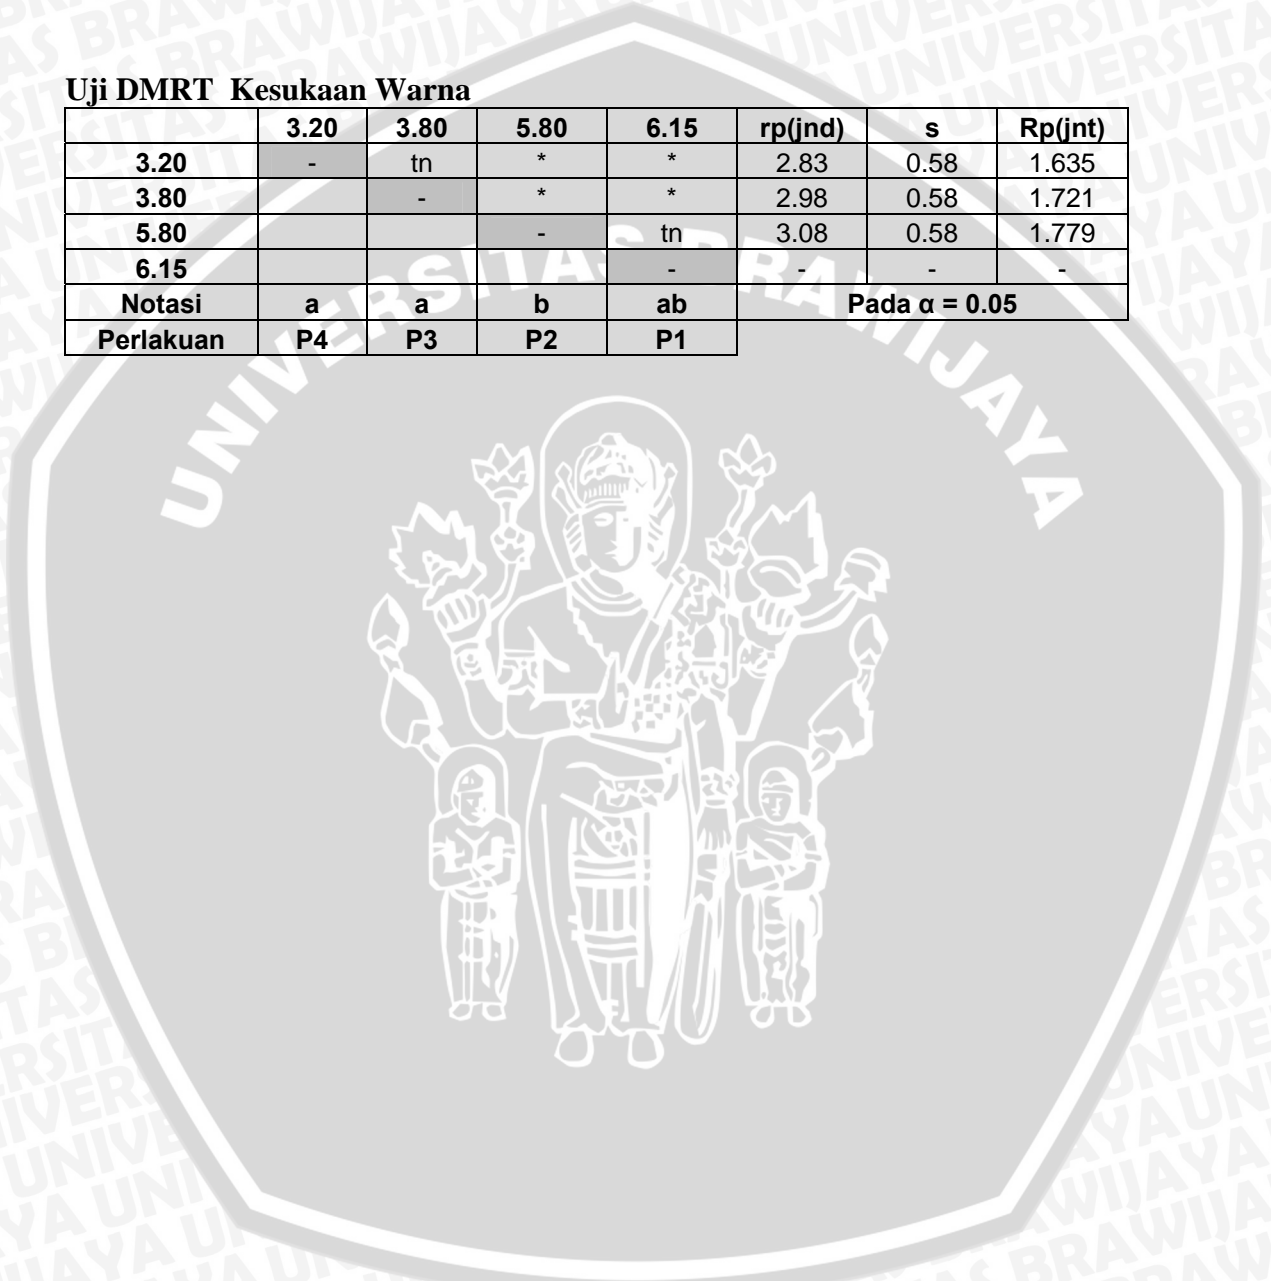 Uji DMRT Kesukaan Warna
3.20 3.80 5.80 6.15 rp(jnd) s Rp(jnt)
3.20 - tn * * 2.83 0.58 1.635
3.80 - * * 2.98 0.58 1.721
5.80 - tn 3.08 0.58 1.779
6.15 - - - -
Notasi a a b ab Pada α = 0.05
Perlakuan P4 P3 P2 P1
UNIVERSITAS BRAWIJAYA